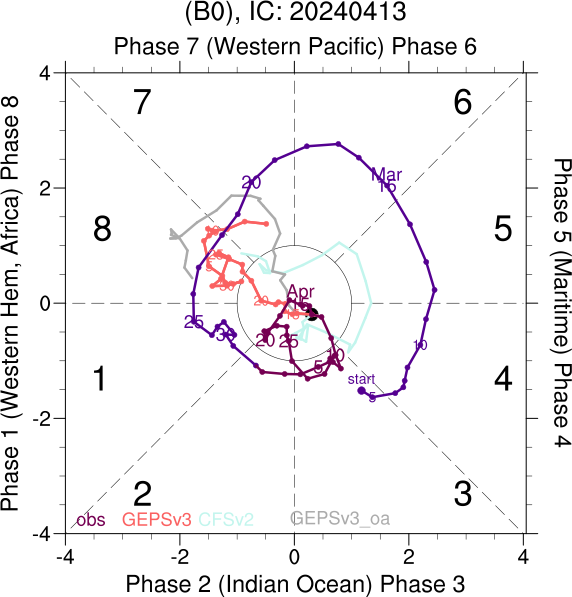 (B0), IC: 20240413
Phase 7 (Western Pacific) Phase 6
Phase 1 (Western Hem, Africa) Phase 8
Phase 5 (Maritime) Phase 4
4
2
0
-2
-4
7
6
8
5
1
4
2
3
20
Mar
15
25
Apr
20
25
10
5
10
start
5
obs GEPSv3 CFSv2 GEPSv3_oa
-4 -2 0 2 4
Phase 2 (Indian Ocean) Phase 3